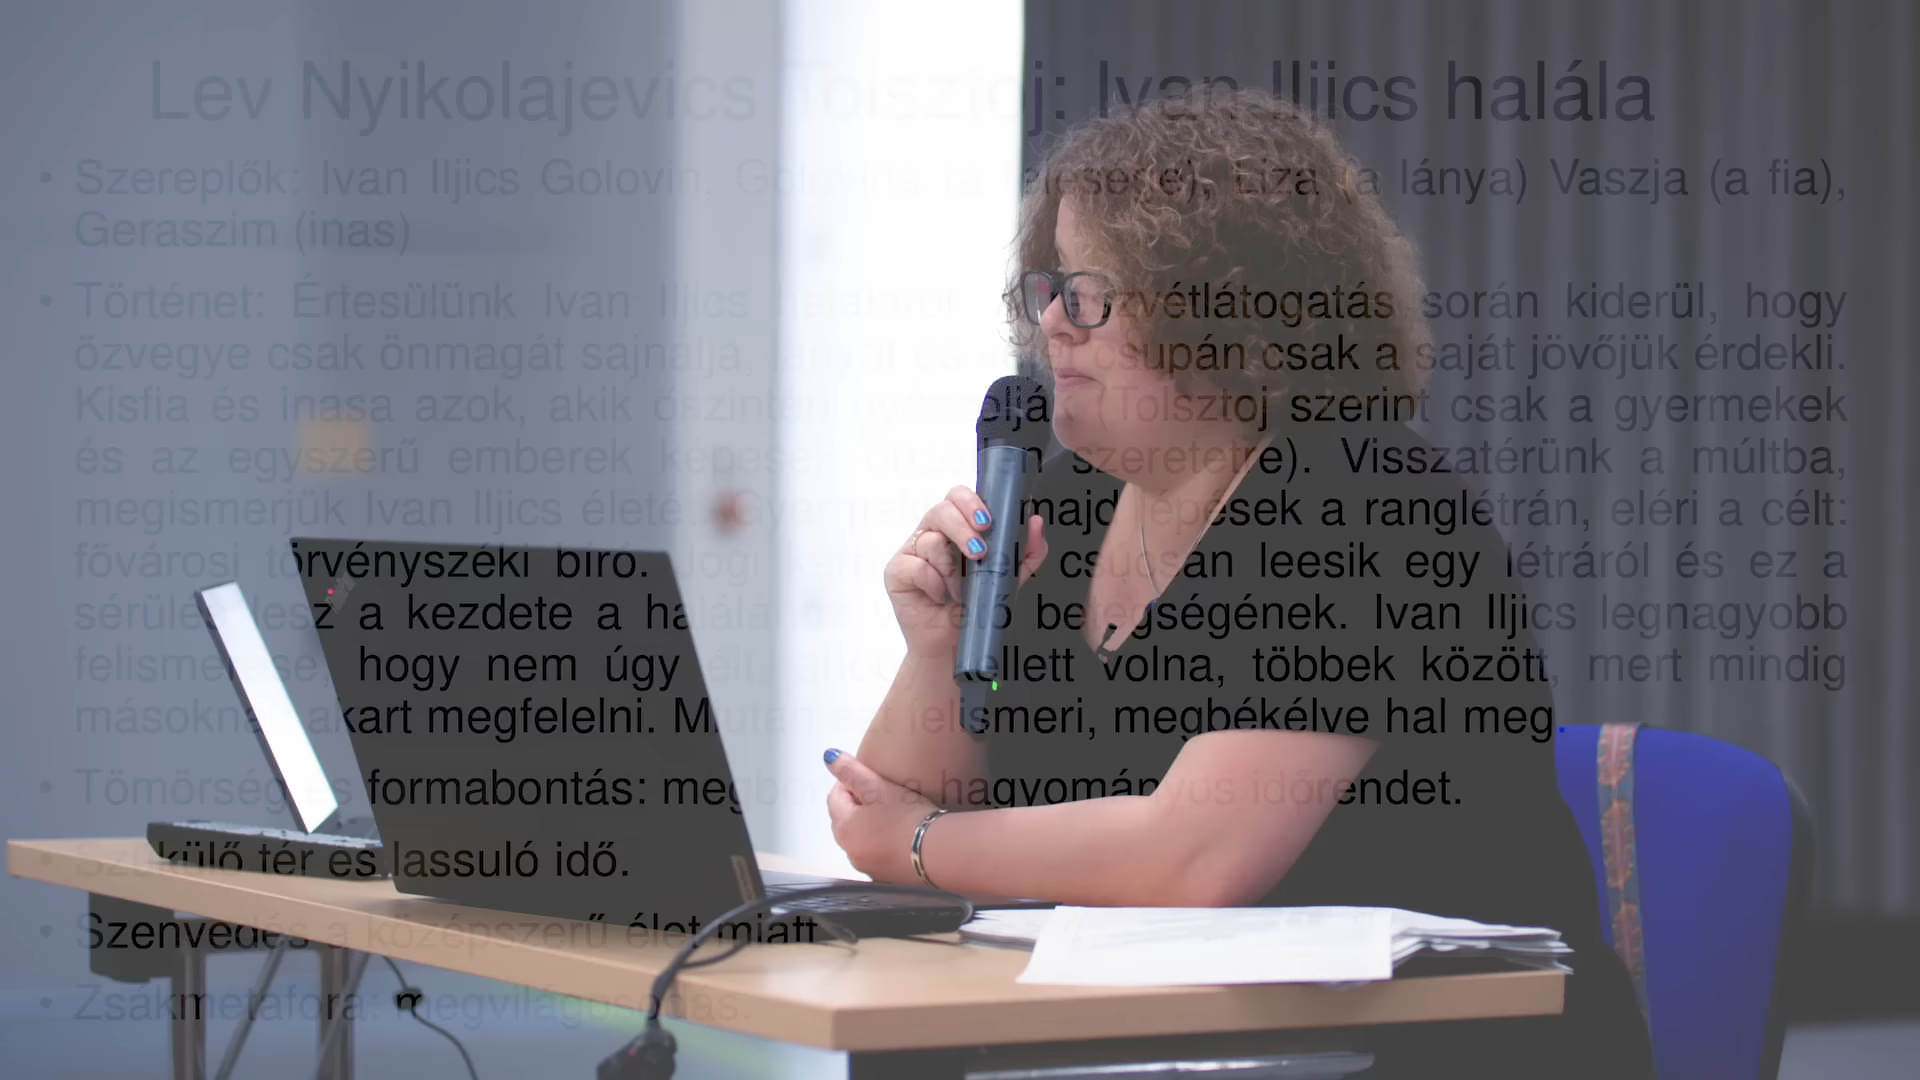 Lev Nyikolajevics Tolsztoj: Ivan Iljics halála
• Szereplők: Ivan Iljics Golovin, Golovina (a felesége), Liza (a lánya) Vaszja (a fia),
Geraszim (inas)
• Történet: Értesülünk Ivan Iljics haláláról részvétlátogatás során kiderül, hogy
özvegye csak önmagát sajnálja, lányát és csupán csak a saját jövőjük érdekli.
Kisfia és inasa azok, akik őszintén gyászolják (Tolsztoj szerint csak a gyermekek
és az egyszerű emberek képesek önzetlen szeretetre). Visszatérünk a múltba,
megismerjük Ivan Iljics életét. majd lépések a ranglétrán, eléri a célt:
fővárosi törvényszéki bíró. csúcsán leesik egy létráról és ez a
sérülés lesz a kezdete a halálához vezető betegségének. Ivan Iljics legnagyobb
felismerése, hogy nem úgy élt, ahogy kellett volna, többek között, mert mindig
másoknak akart megfelelni. Miután ezt felismeri, megbékélve hal meg.
• Tömörség és formabontás: megbontja a hagyományos időrendet.
• Szűkülő tér és lassuló idő.
• Szenvedés a középszerű élet miatt
• Zsákmetafora: megvilágosodás.